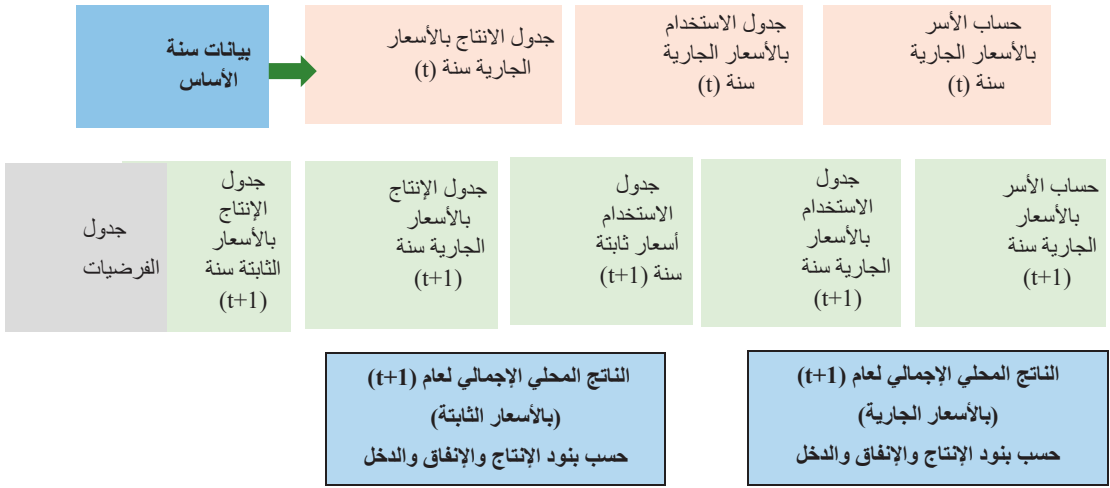 حساب الأسر
بالأسعار الجارية
سنة (t)
جدول الاستخدام
بالأسعار الجارية
سنة (t)
جدول الانتاج بالأسعار
الجارية سنة (t)
بيانات سنة
الأساس
حساب الأسر
بالأسعار
الجارية سنة
(t+1)
جدول
الاستخدام
بالأسعار
الجارية سنة
(t+1)
جدول
الاستخدام
أسعار ثابتة
سنة (t+1)
جدول الإنتاج
بالأسعار
الجارية سنة
(t+1)
جدول
الإنتاج
بالأسعار
الثابتة سنة
(t+1)
جدول
الفرضيات
الناتج المحلي الإجمالي لعام (t+1)
(بالأسعار الجارية)
حسب بنود الإنتاج والإنفاق والدخل
الناتج المحلي الإجمالي لعام (t+1)
(بالأسعار الثابتة)
حسب بنود الإنتاج والإنفاق والدخل